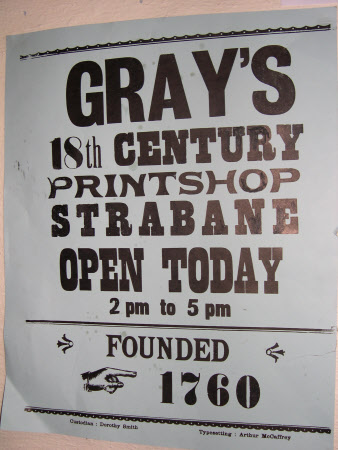 GRAY'S
18th CENTURY
PRINTSHOP
STRABANE
OPEN TODAY
2 pm to 5 pm
FOUNDED
1760
Custodian : Dorothy Smith Typesetting : Arthur McCaffrey